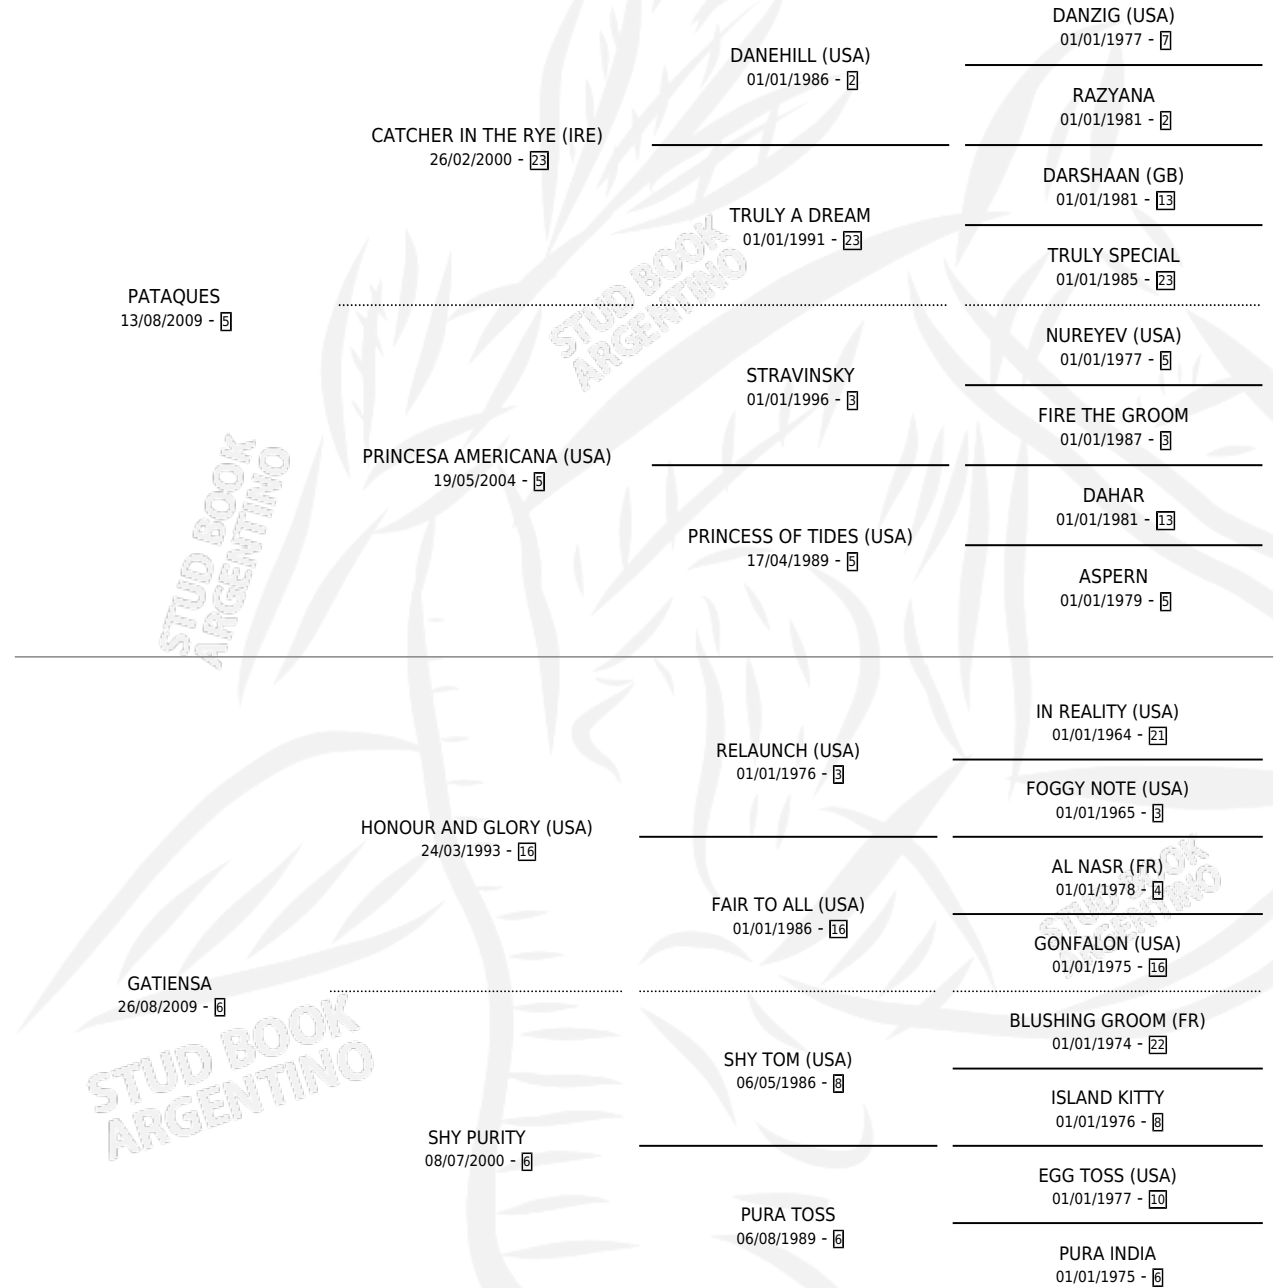 DANZIG (USA)
01/01/1977 - 7
DANEHILL (USA)
01/01/1986 - 2
RAZYANA
01/01/1981 - 2
CATCHER IN THE RYE (IRE)
26/02/2000 - 23
DARSHAAN (GB)
01/01/1981 - 13
TRULY A DREAM
01/01/1991 - 23
TRULY SPECIAL
01/01/1985 - 23
PATAQUES
13/08/2009 - 5
NUREYEV (USA)
01/01/1977 - 5
STRAVINSKY
01/01/1996 - 3
FIRE THE GROOM
01/01/1987 - 3
PRINCESA AMERICANA (USA)
19/05/2004 - 5
DAHAR
01/01/1981 - 13
PRINCESS OF TIDES (USA)
17/04/1989 - 5
ASPERN
01/01/1979 - 5
IN REALITY (USA)
01/01/1964 - 21
RELAUNCH (USA)
01/01/1976 - 3
FOGGY NOTE (USA)
01/01/1965 - 3
HONOUR AND GLORY (USA)
24/03/1993 - 16
AL NASR (FR)
01/01/1978 - 4
FAIR TO ALL (USA)
01/01/1986 - 16
GONFALON (USA)
01/01/1975 - 16
GATIENSA
26/08/2009 - 6
BLUSHING GROOM (FR)
01/01/1974 - 22
SHY TOM (USA)
06/05/1986 - 8
ISLAND KITTY
01/01/1976 - 8
SHY PURITY
08/07/2000 - 6
EGG TOSS (USA)
01/01/1977 - 10
PURA TOSS
06/08/1989 - 6
PURA INDIA
01/01/1975 - 6
STUD BOOK
ARGENTINO
STUD BOOK
ARGENTINO
STUD BOOK
ARGENTINO
STUD BOOK
ARGENTINO